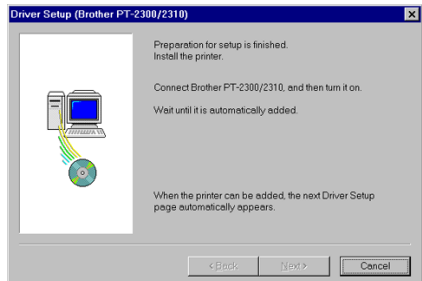 Driver Setup (Brother PT-2300/2310)
Preparation for setup is finished.
Install the printer.
Connect Brother PT-2300/2310, and then turn it on.
Wait until it is automatically added.
When the printer can be added, the next Driver Setup
page automatically appears.
< Back Next > Cancel